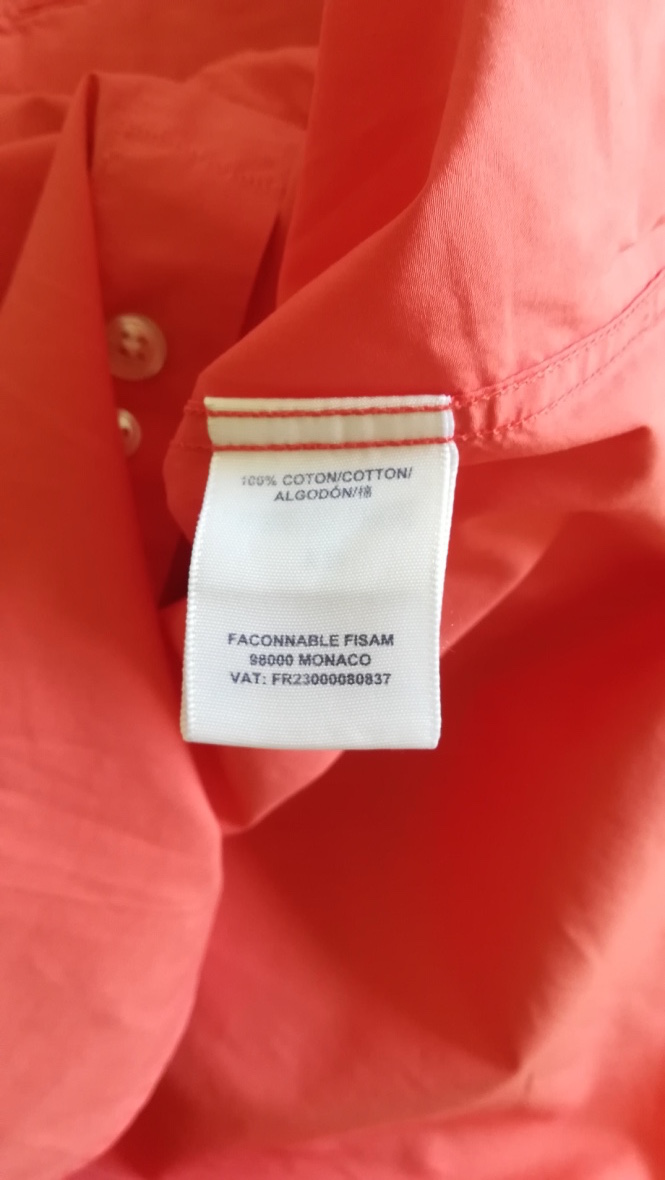 100% COTON/COTTON/
ALGODÓN/棉
FACONNABLE FISAM
98000 MONACO
VAT: FR23000080837